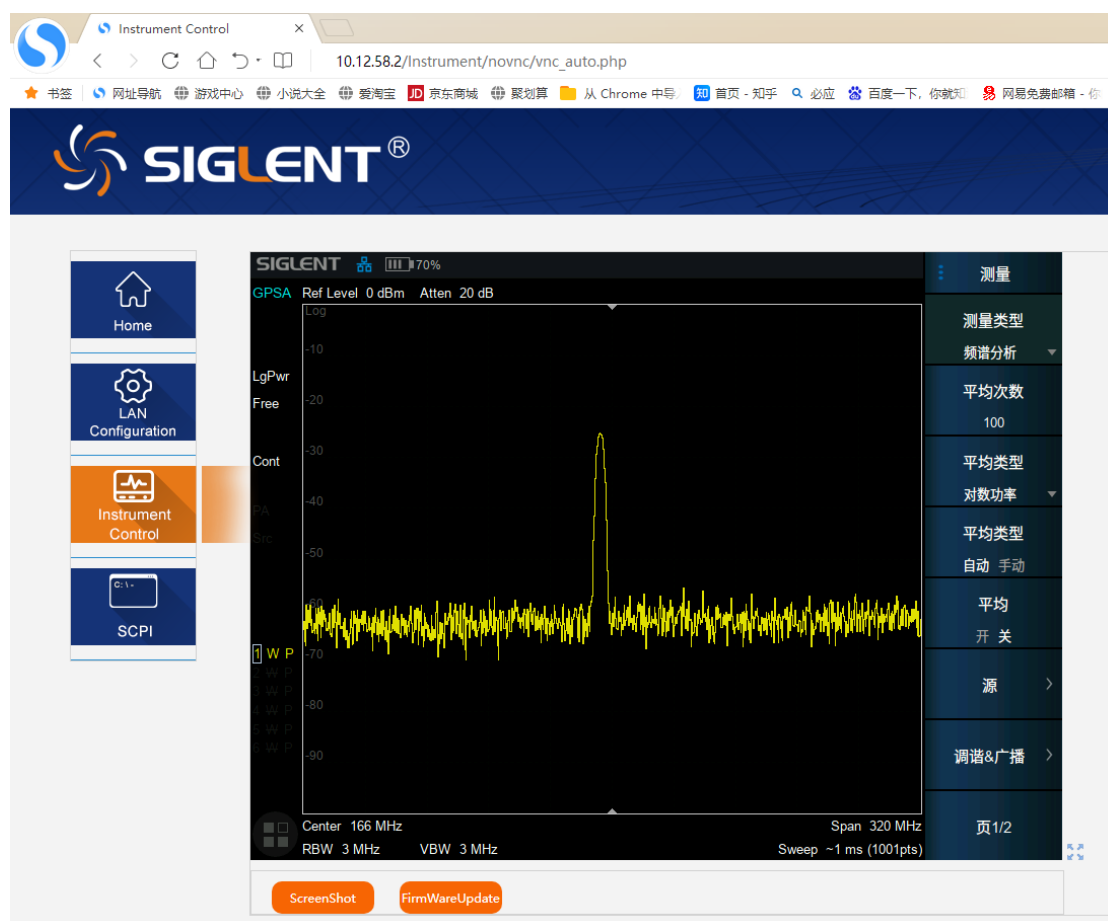 Instrument Control
10.12.58.2/Instrument/novnc/vnc_auto.php
书签 网址导航 游戏中心 小说大全 爱淘宝 JD 京东商城 聚划算 从 Chrome 中导 知 首页 - 知乎 必应 百度一下，你就知 易 网易免费邮箱 - 你
SIGLENT®
Home
LAN
Configuration
Instrument
Control
C:\-
SCPI
SIGLENT 70%
GPSA Ref Level 0 dBm Atten 20 dB
Log
-10
LgPwr
Free
-20
-30
Cont
-40
PA
Src
-50
-60
1 W P
-70
2 W P
3 W P
4 W P
-80
5 W P
6 W P
-90
Center 166 MHz Span 320 MHz
RBW 3 MHz VBW 3 MHz Sweep ~1 ms (1001pts)
测量
测量类型
频谱分析
平均次数
100
平均类型
对数功率
平均类型
自动 手动
平均
开 关
源
调谐&广播
页1/2
ScreenShot FirmWareUpdate